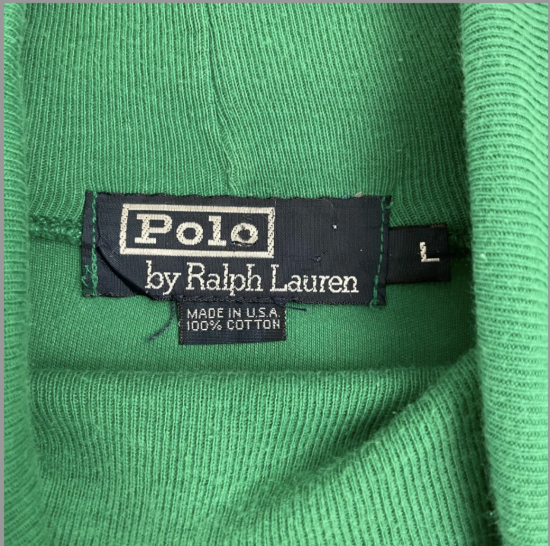 Polo
by Ralph Lauren
L
MADE IN U.S.A.
100% COTTON